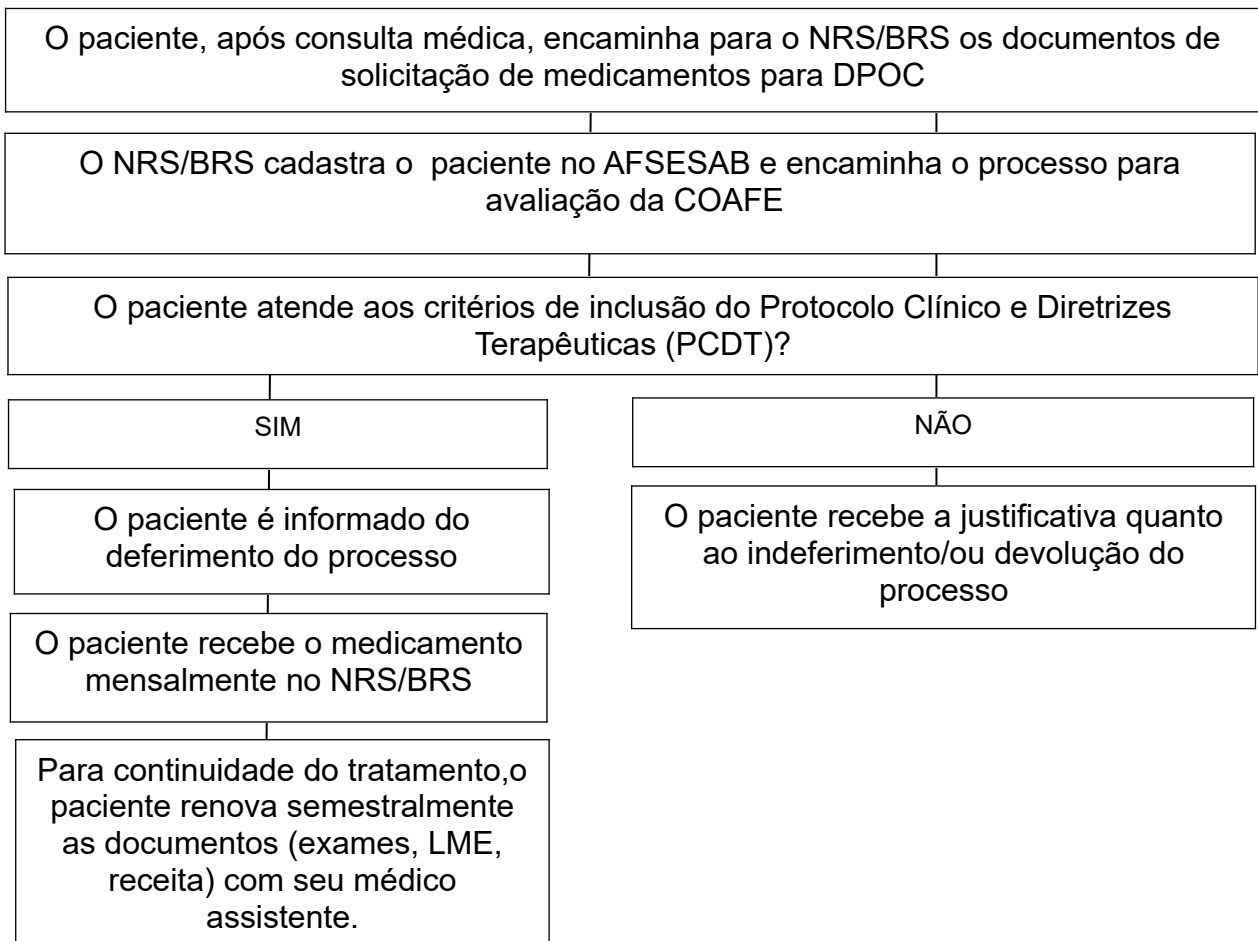 O paciente, após consulta médica, encaminha para o NRS/BRS os documentos de
solicitação de medicamentos para DPOC
O NRS/BRS cadastra o paciente no AFSESAB e encaminha o processo para
avaliação da COAFE
O paciente atende aos critérios de inclusão do Protocolo Clínico e Diretrizes
Terapêuticas (PCDT)?
SIM
NÃO
O paciente é informado do
deferimento do processo
O paciente recebe a justificativa quanto
ao indeferimento/ou devolução do
processo
O paciente recebe o medicamento
mensalmente no NRS/BRS
Para continuidade do tratamento,o
paciente renova semestralmente
as documentos (exames, LME,
receita) com seu médico
assistente.